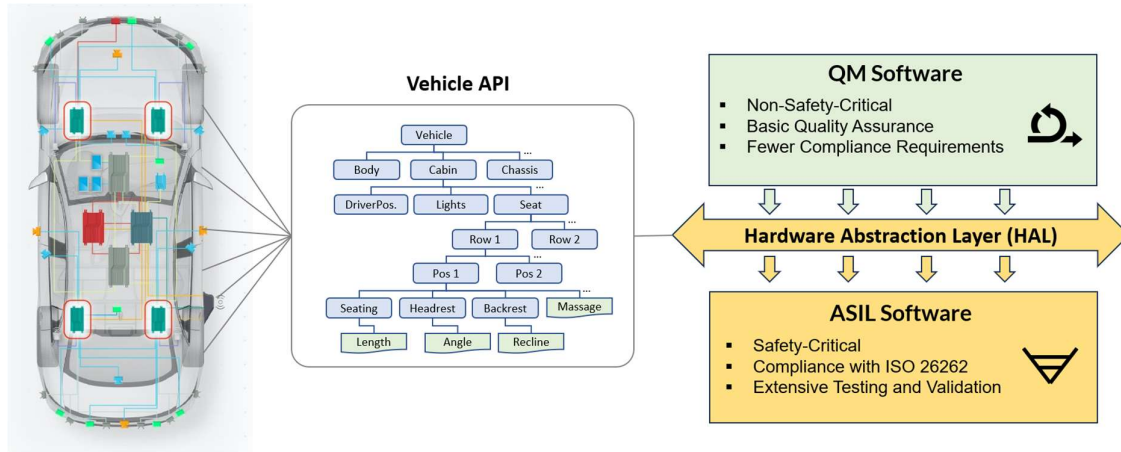 Vehicle API
Vehicle
...
Body
Cabin
Chassis
...
DriverPos.
Lights
Seat
...
Row 1
Row 2
...
Pos 1
Pos 2
...
Seating
Headrest
Backrest
Massage
Length
Angle
Recline
QM Software
▪ Non-Safety-Critical
▪ Basic Quality Assurance
▪ Fewer Compliance Requirements
Hardware Abstraction Layer (HAL)
ASIL Software
▪ Safety-Critical
▪ Compliance with ISO 26262
▪ Extensive Testing and Validation